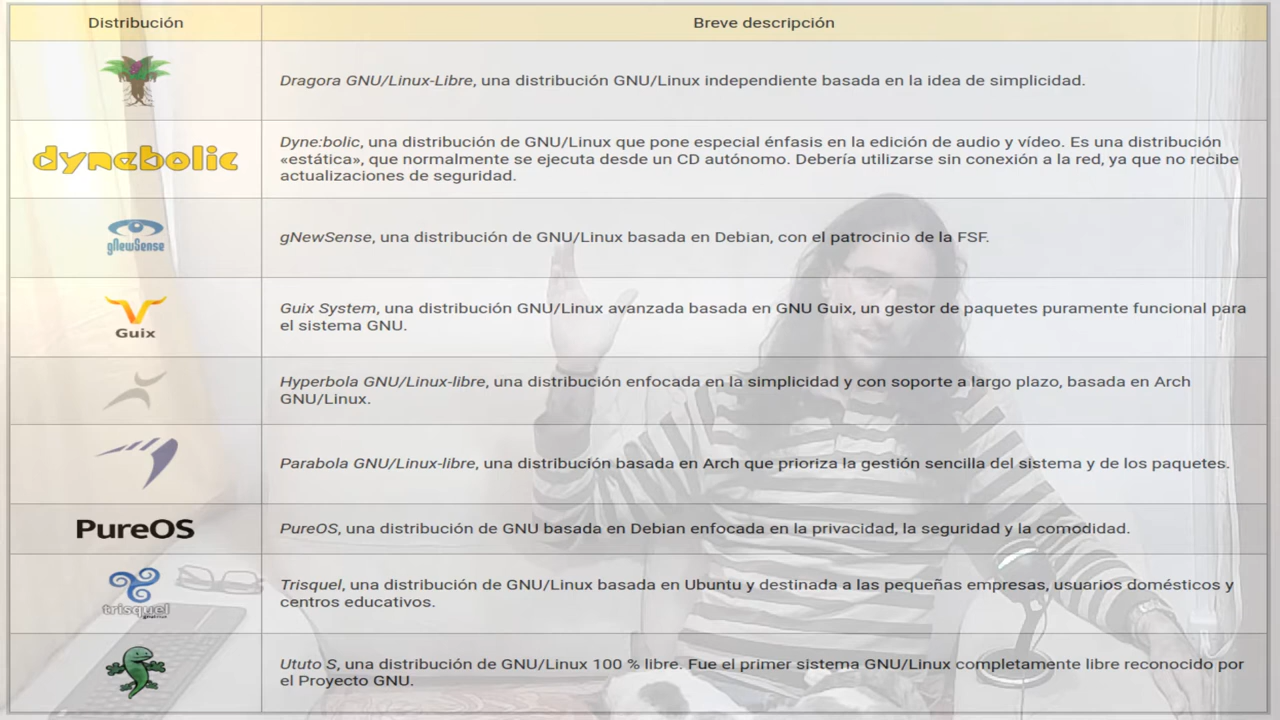 Distribución
Breve descripción
Dragora GNU/Linux-Libre, una distribución GNU/Linux independiente basada en la idea de simplicidad.
dynebolic
Dyne:bolic, una distribución de GNU/Linux que pone especial énfasis en la edición de audio y vídeo. Es una distribución
«estática», que normalmente se ejecuta desde un CD autónomo. Debería utilizarse sin conexión a la red, ya que no recibe
actualizaciones de seguridad.
gNewSense
gNewSense, una distribución de GNU/Linux basada en Debian, con el patrocinio de la FSF.
Guix
Guix System, una distribución GNU/Linux avanzada basada en GNU Guix, un gestor de paquetes puramente funcional para
el sistema GNU.
Hyperbola GNU/Linux-libre, una distribución enfocada en la simplicidad y con soporte a largo plazo, basada en Arch
GNU/Linux.
Parabola GNU/Linux-libre, una distribución basada en Arch que prioriza la gestión sencilla del sistema y de los paquetes.
PureOS
PureOS, una distribución de GNU basada en Debian enfocada en la privacidad, la seguridad y la comodidad.
trisquel
Trisquel, una distribución de GNU/Linux basada en Ubuntu y destinada a las pequeñas empresas, usuarios domésticos y
centros educativos.
Ututo S, una distribución de GNU/Linux 100 % libre. Fue el primer sistema GNU/Linux completamente libre reconocido por
el Proyecto GNU.